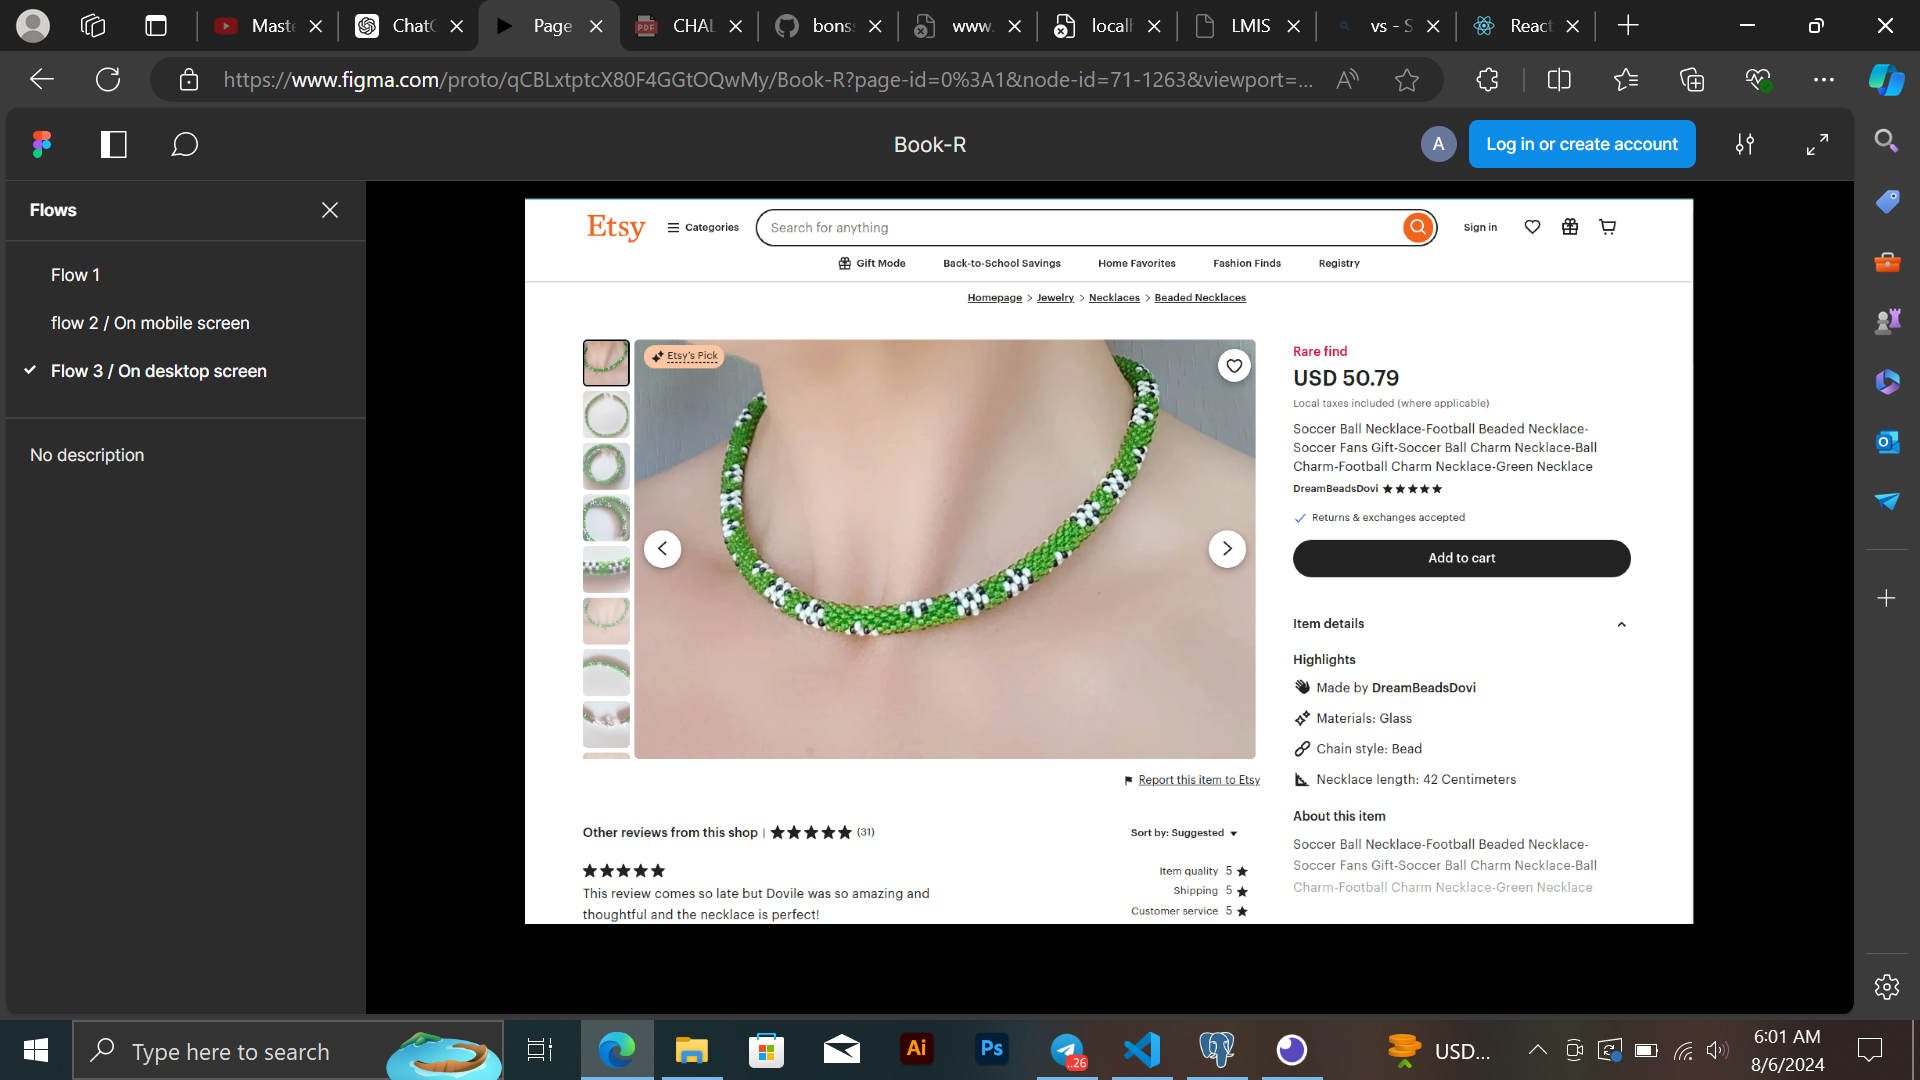 Maste
ChatG
Page
CHAL
bonss
www.
localh
LMIS
vs - S
React
https://www.figma.com/proto/qCBLxtptcX80F4GGtOQwMy/Book-R?page-id=0%3A1&node-id=71-1263&viewport=...
Book-R
A
Log in or create account
Flows
Flow 1
flow 2 / On mobile screen
Flow 3 / On desktop screen
No description
Etsy
Categories
Search for anything
Sign in
Gift Mode
Back-to-School Savings
Home Favorites
Fashion Finds
Registry
Homepage > Jewelry > Necklaces > Beaded Necklaces
Etsy's Pick
Rare find
USD 50.79
Local taxes included (where applicable)
Soccer Ball Necklace-Football Beaded Necklace-
Soccer Fans Gift-Soccer Ball Charm Necklace-Ball
Charm-Football Charm Necklace-Green Necklace
DreamBeadsDovi ★★★★★
Returns & exchanges accepted
Add to cart
Item details
Highlights
Made by DreamBeadsDovi
Materials: Glass
Chain style: Bead
Necklace length: 42 Centimeters
About this item
Soccer Ball Necklace-Football Beaded Necklace-
Soccer Fans Gift-Soccer Ball Charm Necklace-Ball
Charm-Football Charm Necklace-Green Necklace
Report this item to Etsy
Other reviews from this shop | ★★★★★ (31)
Sort by: Suggested
★★★★★
This review comes so late but Dovile was so amazing and
thoughtful and the necklace is perfect!
Item quality 5 ★
Shipping 5 ★
Customer service 5 ★
Type here to search
Ai
Ps
..26
USD...
6:01 AM
8/6/2024